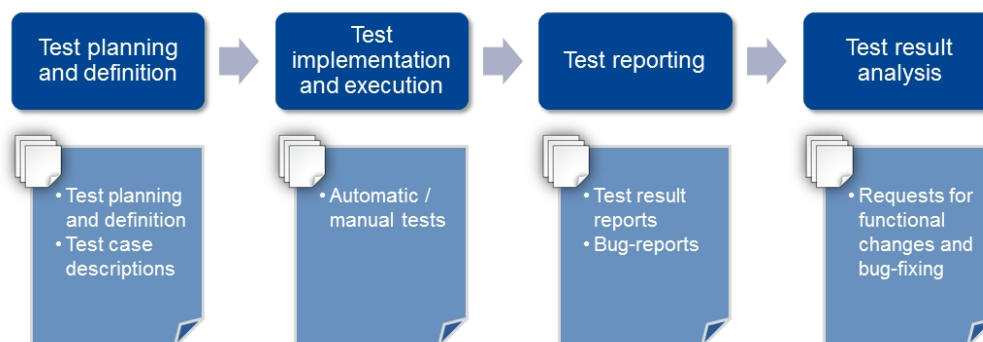 Test planning
and definition
Test
implementation
and execution
Test reporting
Test result
analysis
• Test planning
and definition
• Test case
descriptions
• Automatic /
manual tests
• Test result
reports
• Bug-reports
• Requests for
functional
changes and
bug-fixing